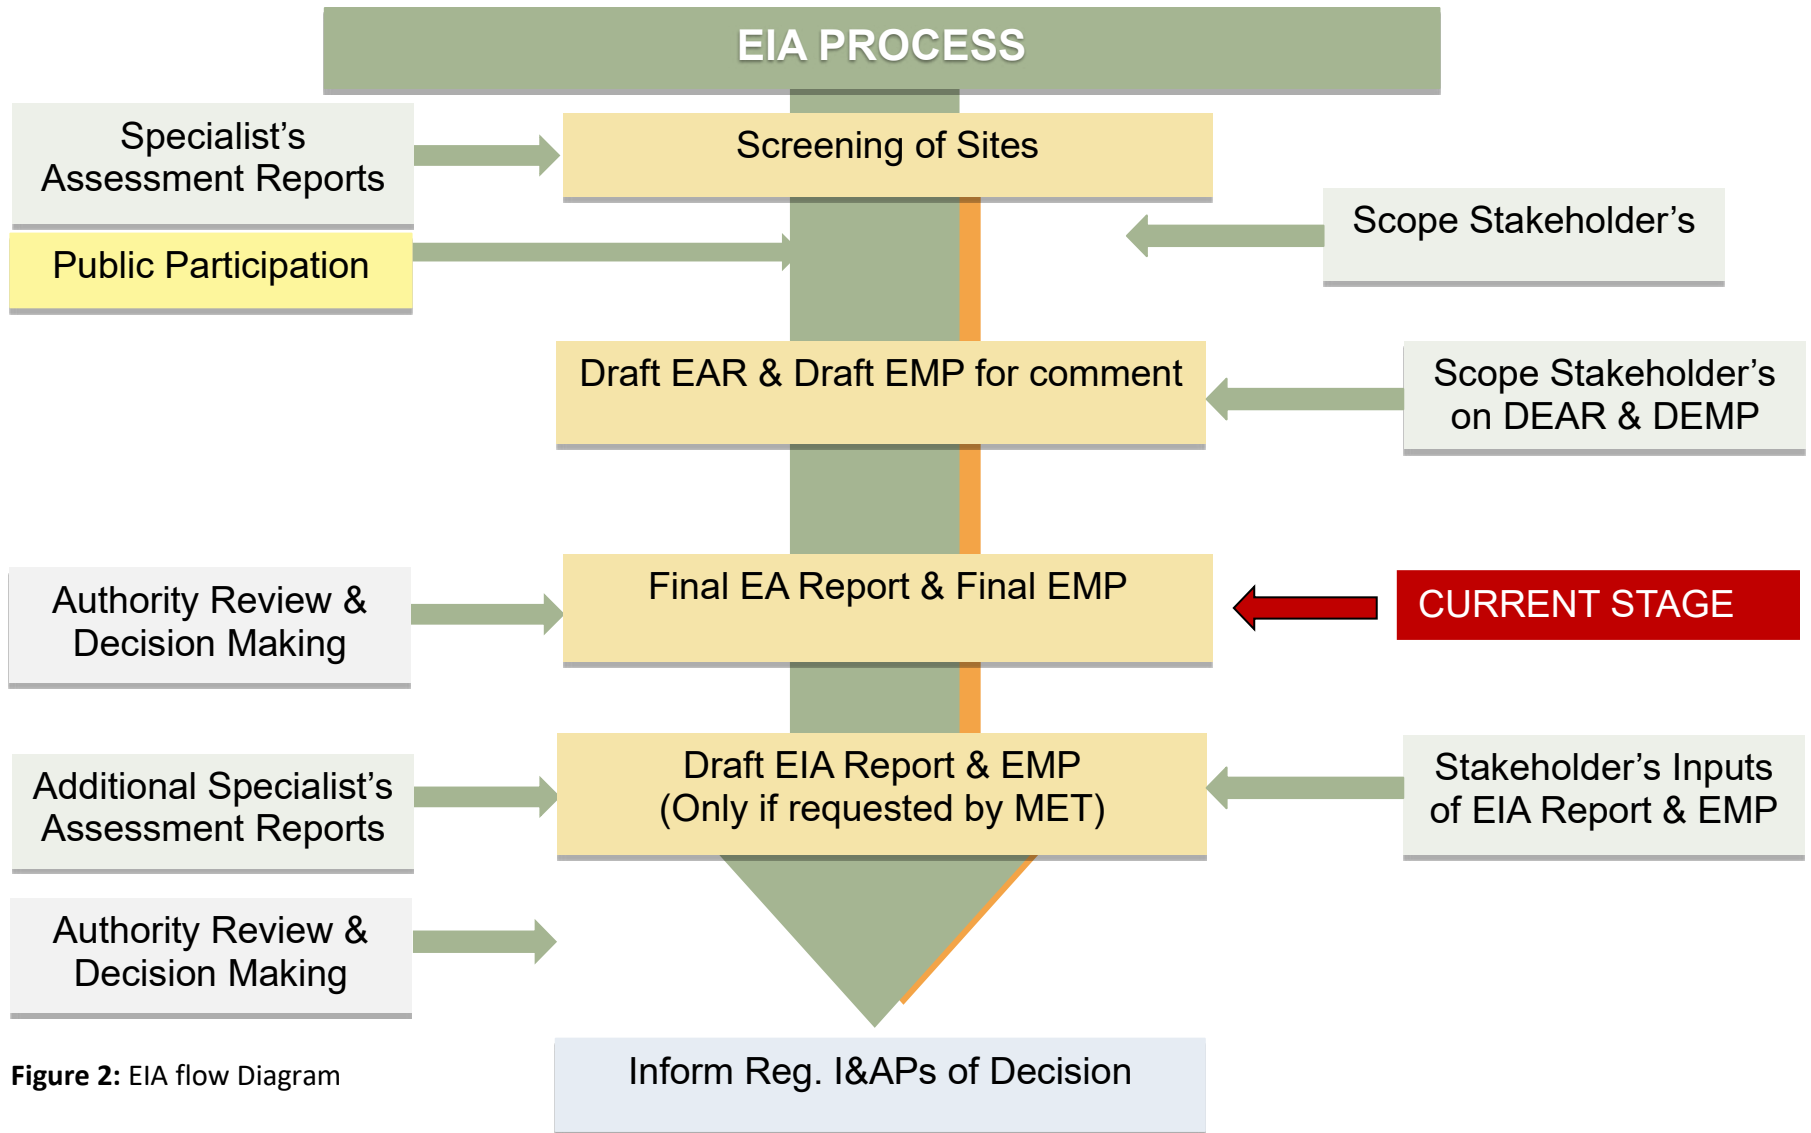 EIA PROCESS
Specialist’s
Assessment Reports
Screening of Sites
Scope Stakeholder’s
Public Participation
Draft EAR & Draft EMP for comment
Scope Stakeholder’s
on DEAR & DEMP
Authority Review &
Decision Making
Final EA Report & Final EMP
CURRENT STAGE
Additional Specialist’s
Assessment Reports
Draft EIA Report & EMP
(Only if requested by MET)
Stakeholder’s Inputs
of EIA Report & EMP
Authority Review &
Decision Making
Inform Reg. I&APs of Decision
Figure 2: EIA flow Diagram